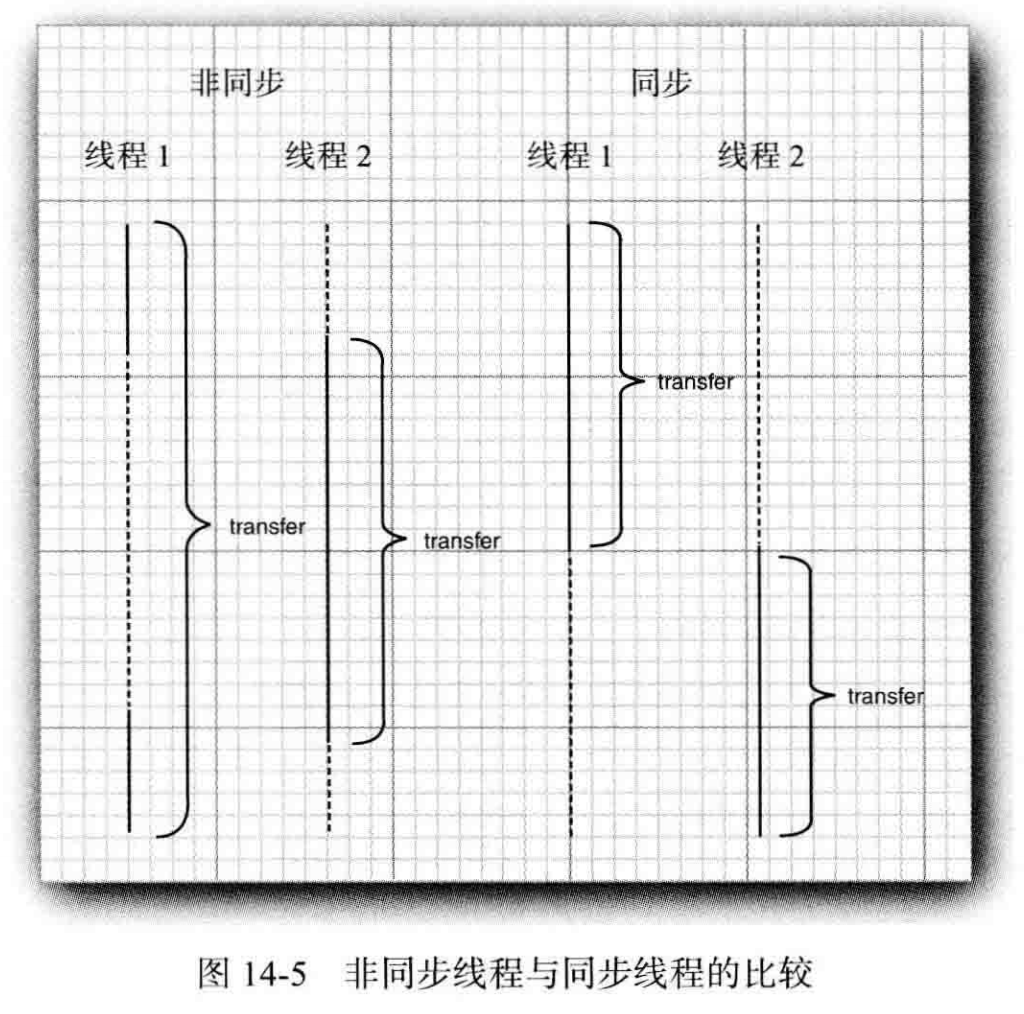 非同步 同步
线程 1 线程 2 线程 1 线程 2
transfer
transfer
transfer
transfer
图 14-5 非同步线程与同步线程的比较